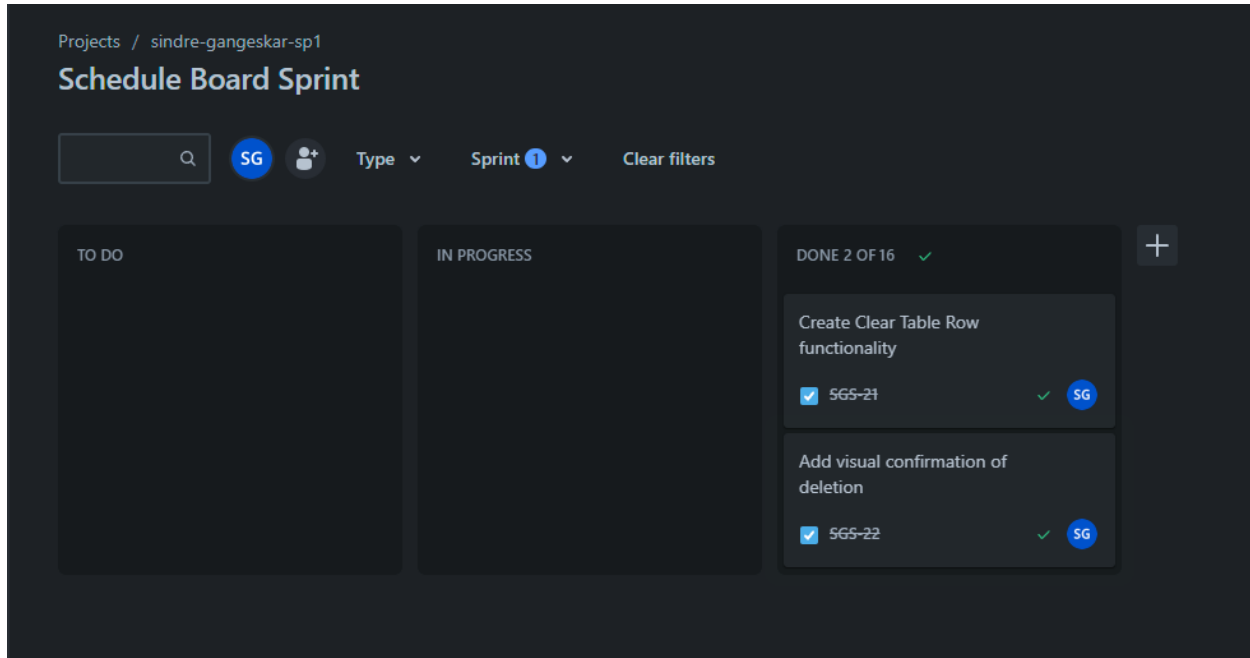 Projects / sindre-gangeskar-sp1
Schedule Board Sprint
SG
Type
Sprint 1
Clear filters
TO DO
IN PROGRESS
DONE 2 OF 16
Create Clear Table Row
functionality
SGS-21
SG
Add visual confirmation of
deletion
SGS-22
SG